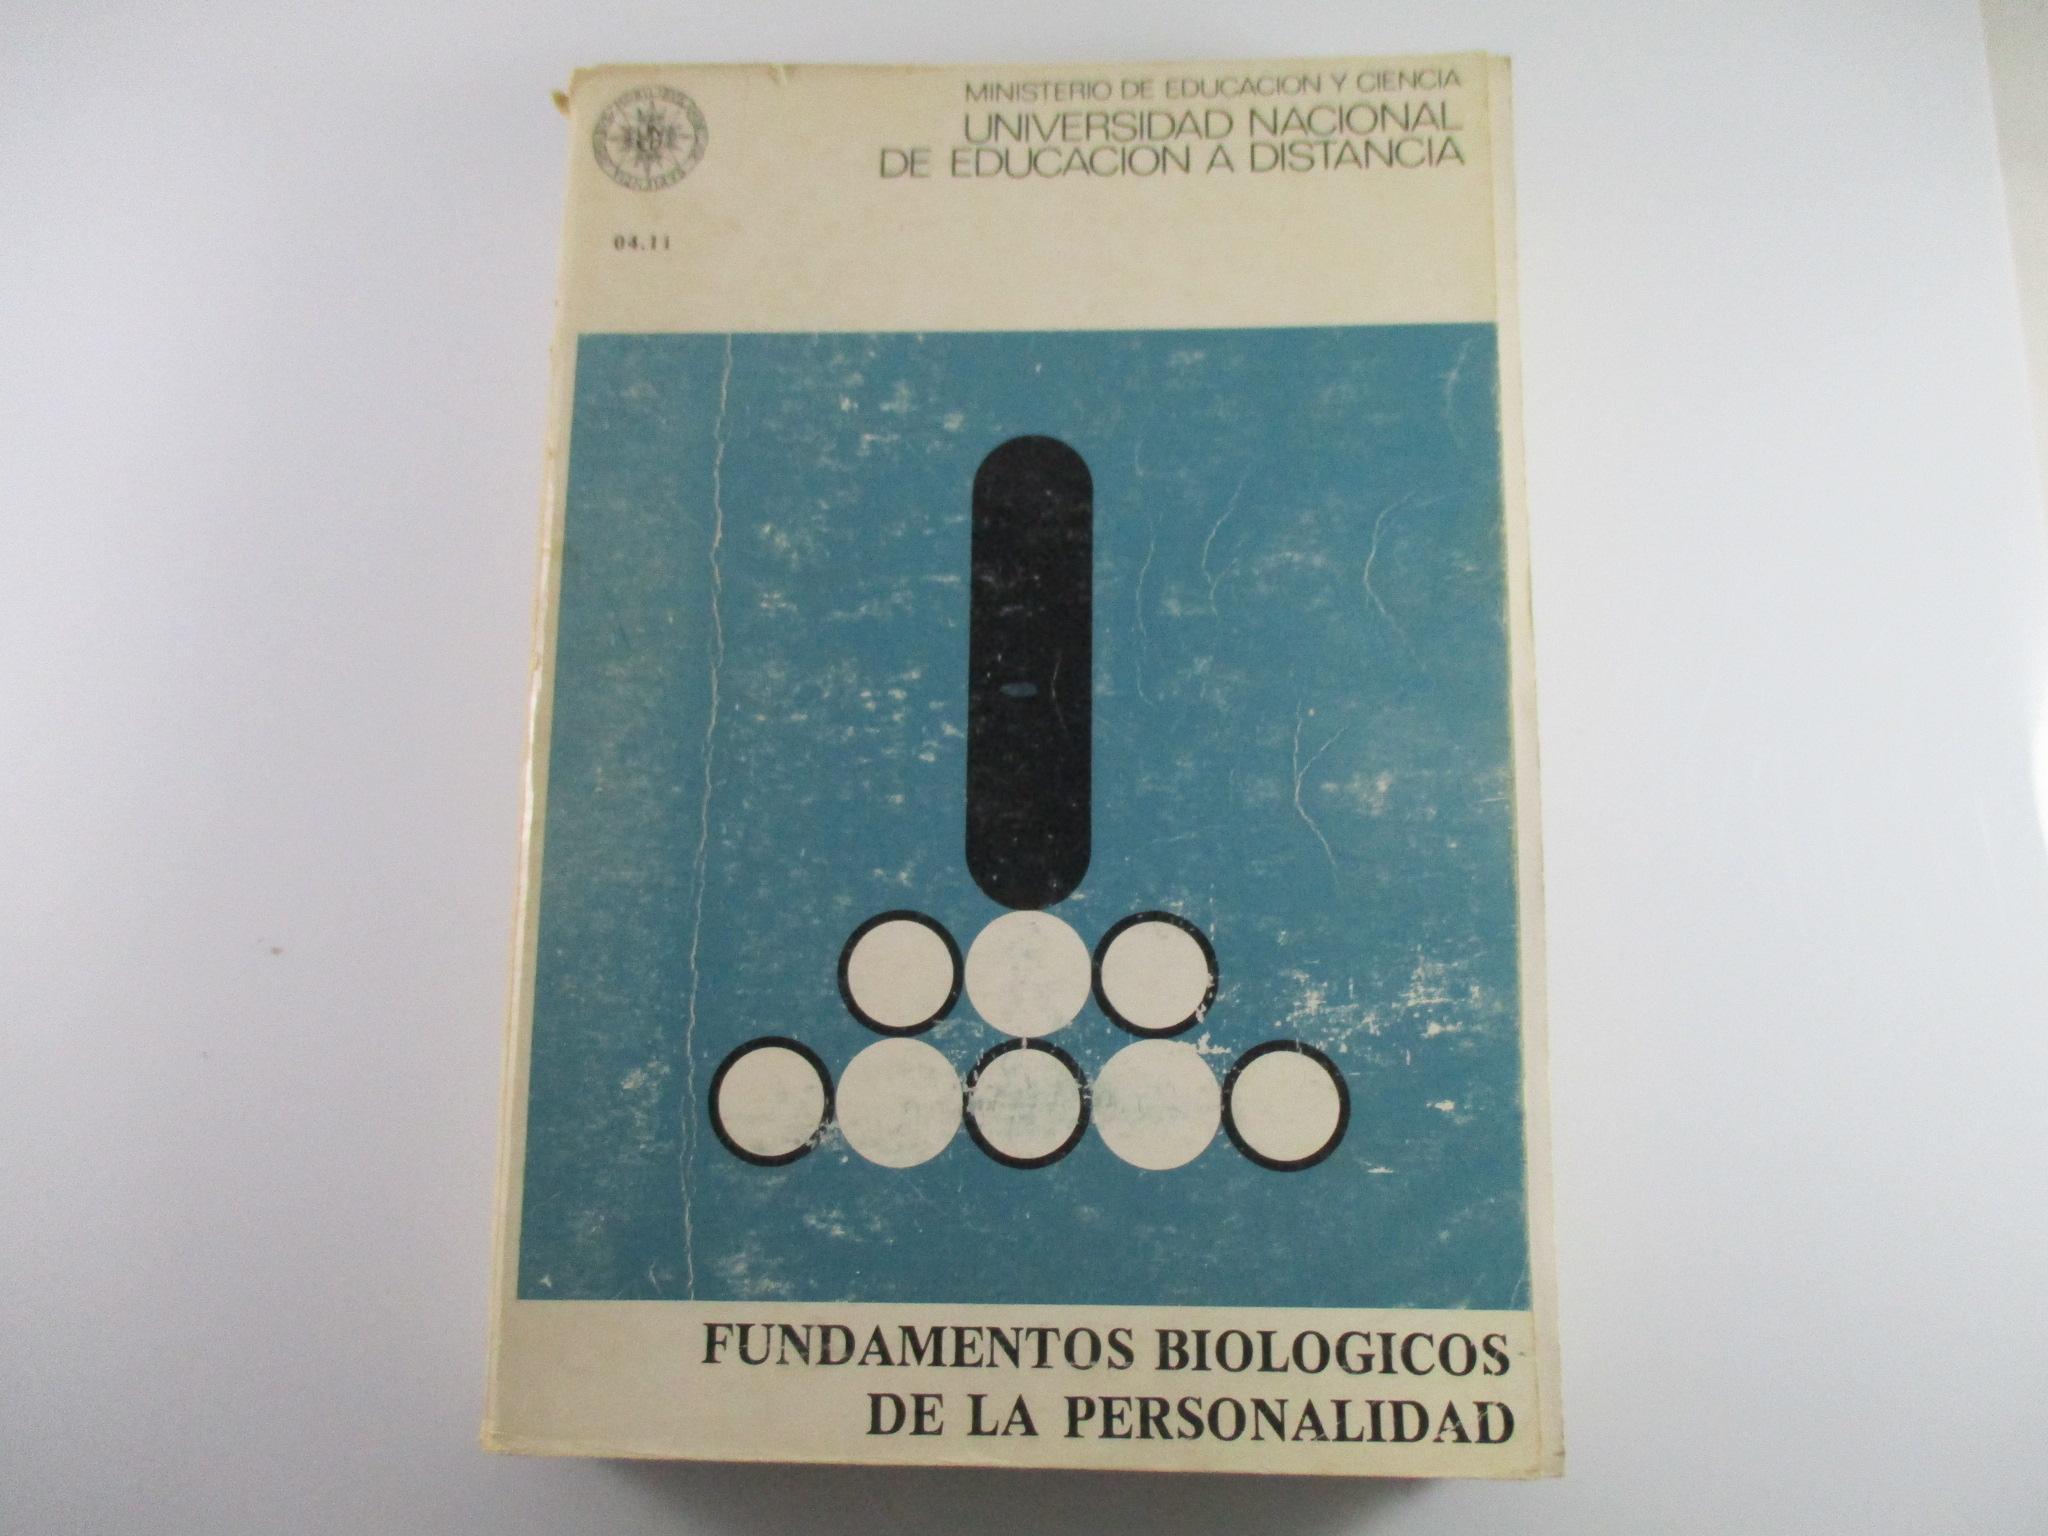 MINISTERIO DE EDUCACION Y CIENCIA
UNIVERSIDAD NACIONAL
DE EDUCACION A DISTANCIA
04.11
FUNDAMENTOS BIOLOGICOS
DE LA PERSONALIDAD